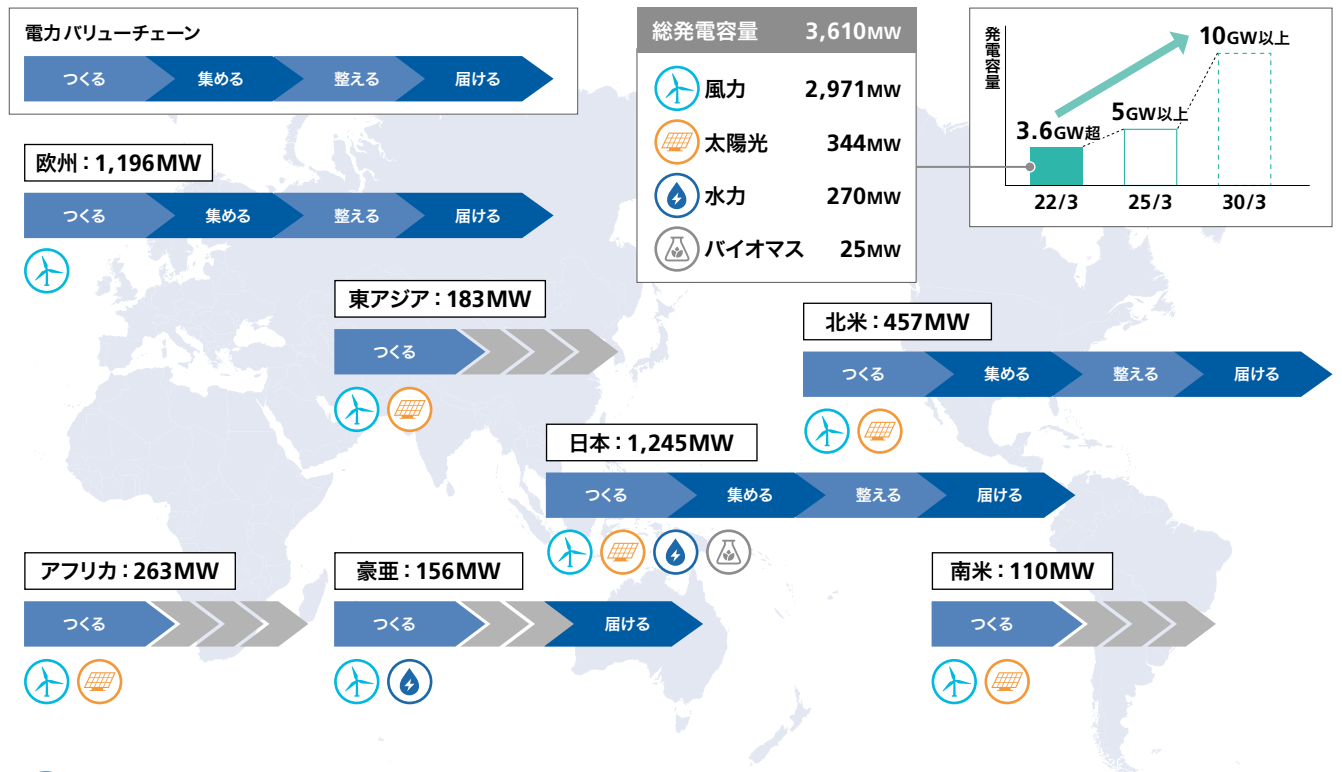 電力バリューチェーン
つくる 集める 整える 届ける
総発電容量 3,610MW
風力 2,971MW
太陽光 344MW
水力 270MW
バイオマス 25MW
発電容量
3.6GW超
5GW以上
10GW以上
22/3 25/3 30/3
欧州：1,196MW
つくる 集める 整える 届ける
東アジア：183MW
つくる
北米：457MW
つくる 集める 整える 届ける
日本：1,245MW
つくる 集める 整える 届ける
アフリカ：263MW
つくる
豪亜：156MW
つくる 届ける
南米：110MW
つくる